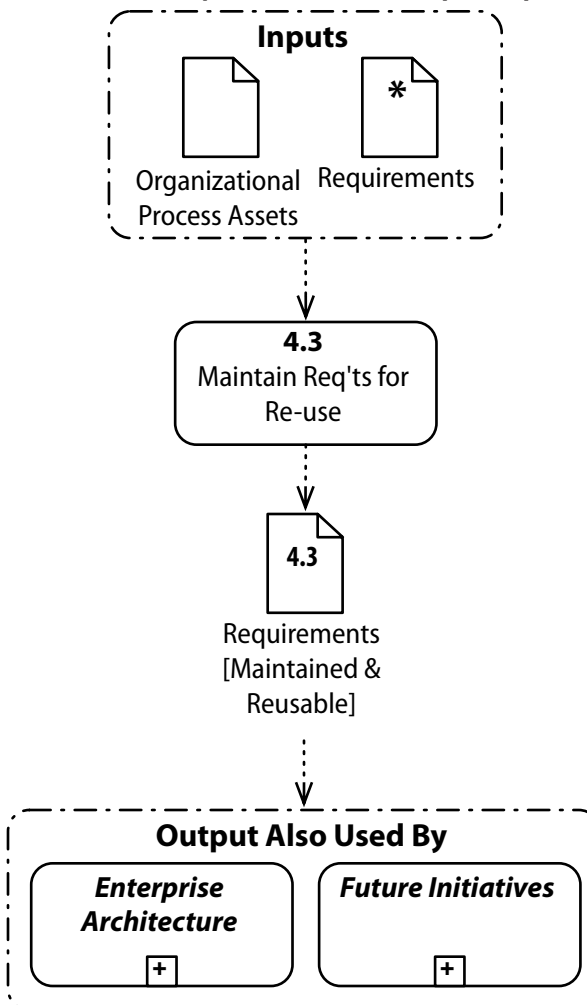 Inputs
*
Organizational Requirements
Process Assets
4.3
Maintain Req'ts for
Re-use
4.3
Requirements
[Maintained &
Reusable]
Output Also Used By
Enterprise Future Initiatives
Architecture
+ +